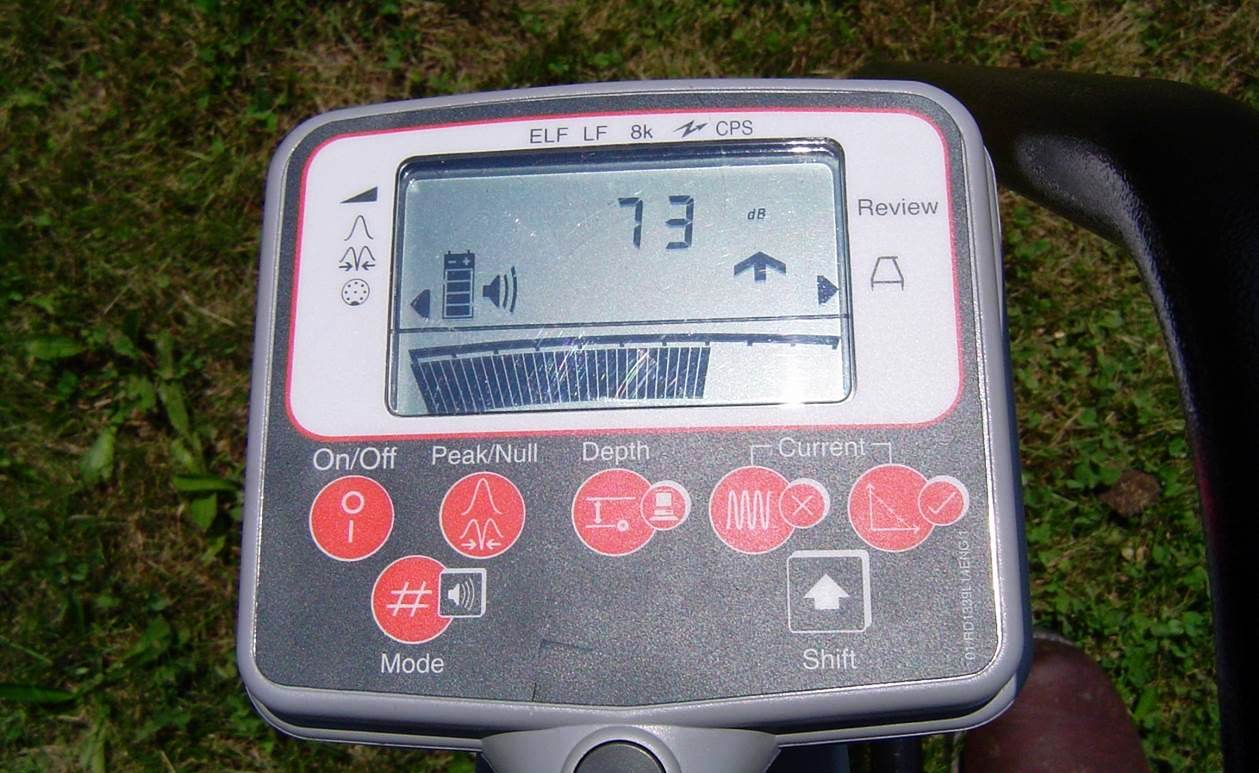 ELF LF 8k CPS
73 dB
Review
On/Off Peak/Null Depth Current
Mode
Shift